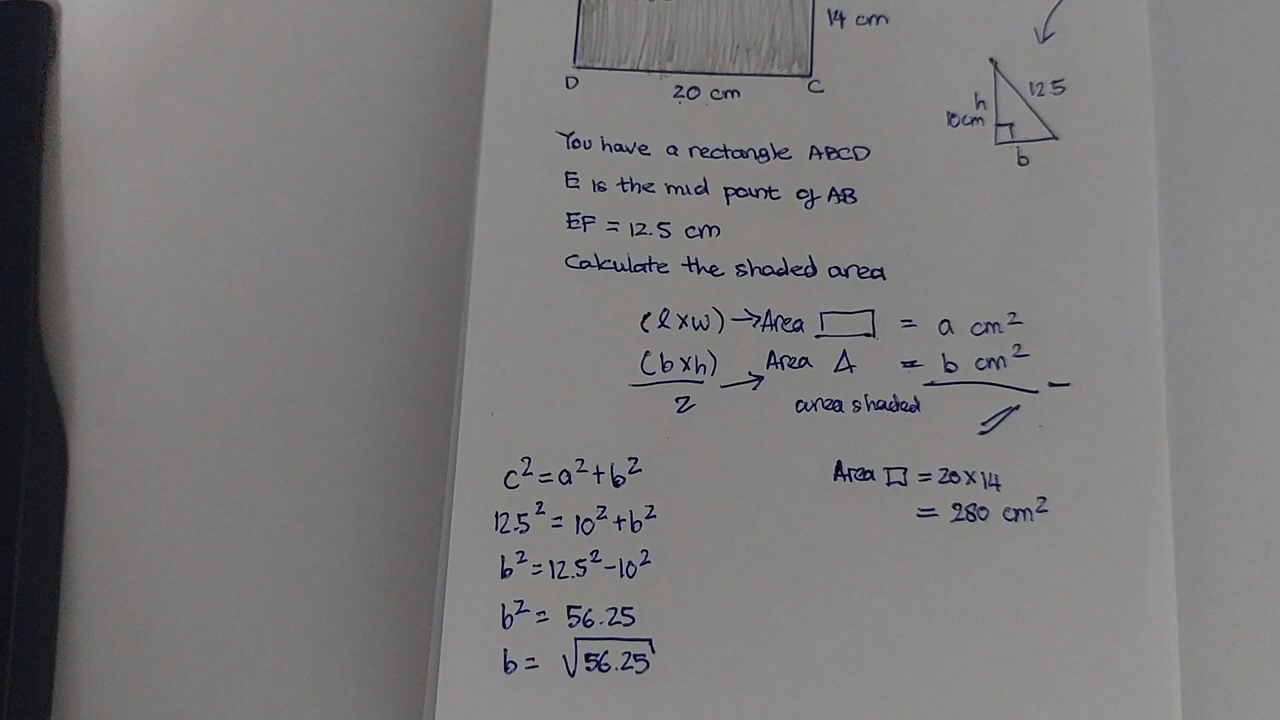 14 cm
D
20 cm
C
h
12.5
10cm
b
You have a rectangle ABCD
E is the mid point of AB
EF = 12.5 cm
Calculate the shaded area
(l×w) → Area ▭ = a cm²
(b×h)/2 → Area Δ = b cm²
area shaded
c² = a² + b²
12.5² = 10² + b²
b² = 12.5² - 10²
b² = 56.25
b = √56.25
Area □ = 20 × 14
= 280 cm²